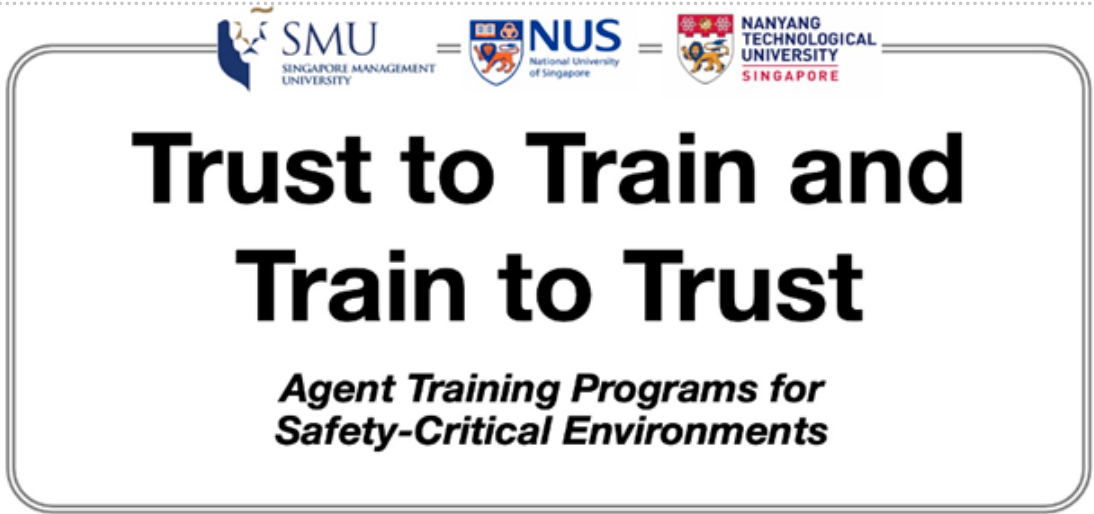 SMU
SINGAPORE MANAGEMENT
UNIVERSITY
NUS
National University
of Singapore
NANYANG
TECHNOLOGICAL
UNIVERSITY
SINGAPORE
Trust to Train and
Train to Trust
Agent Training Programs for
Safety-Critical Environments